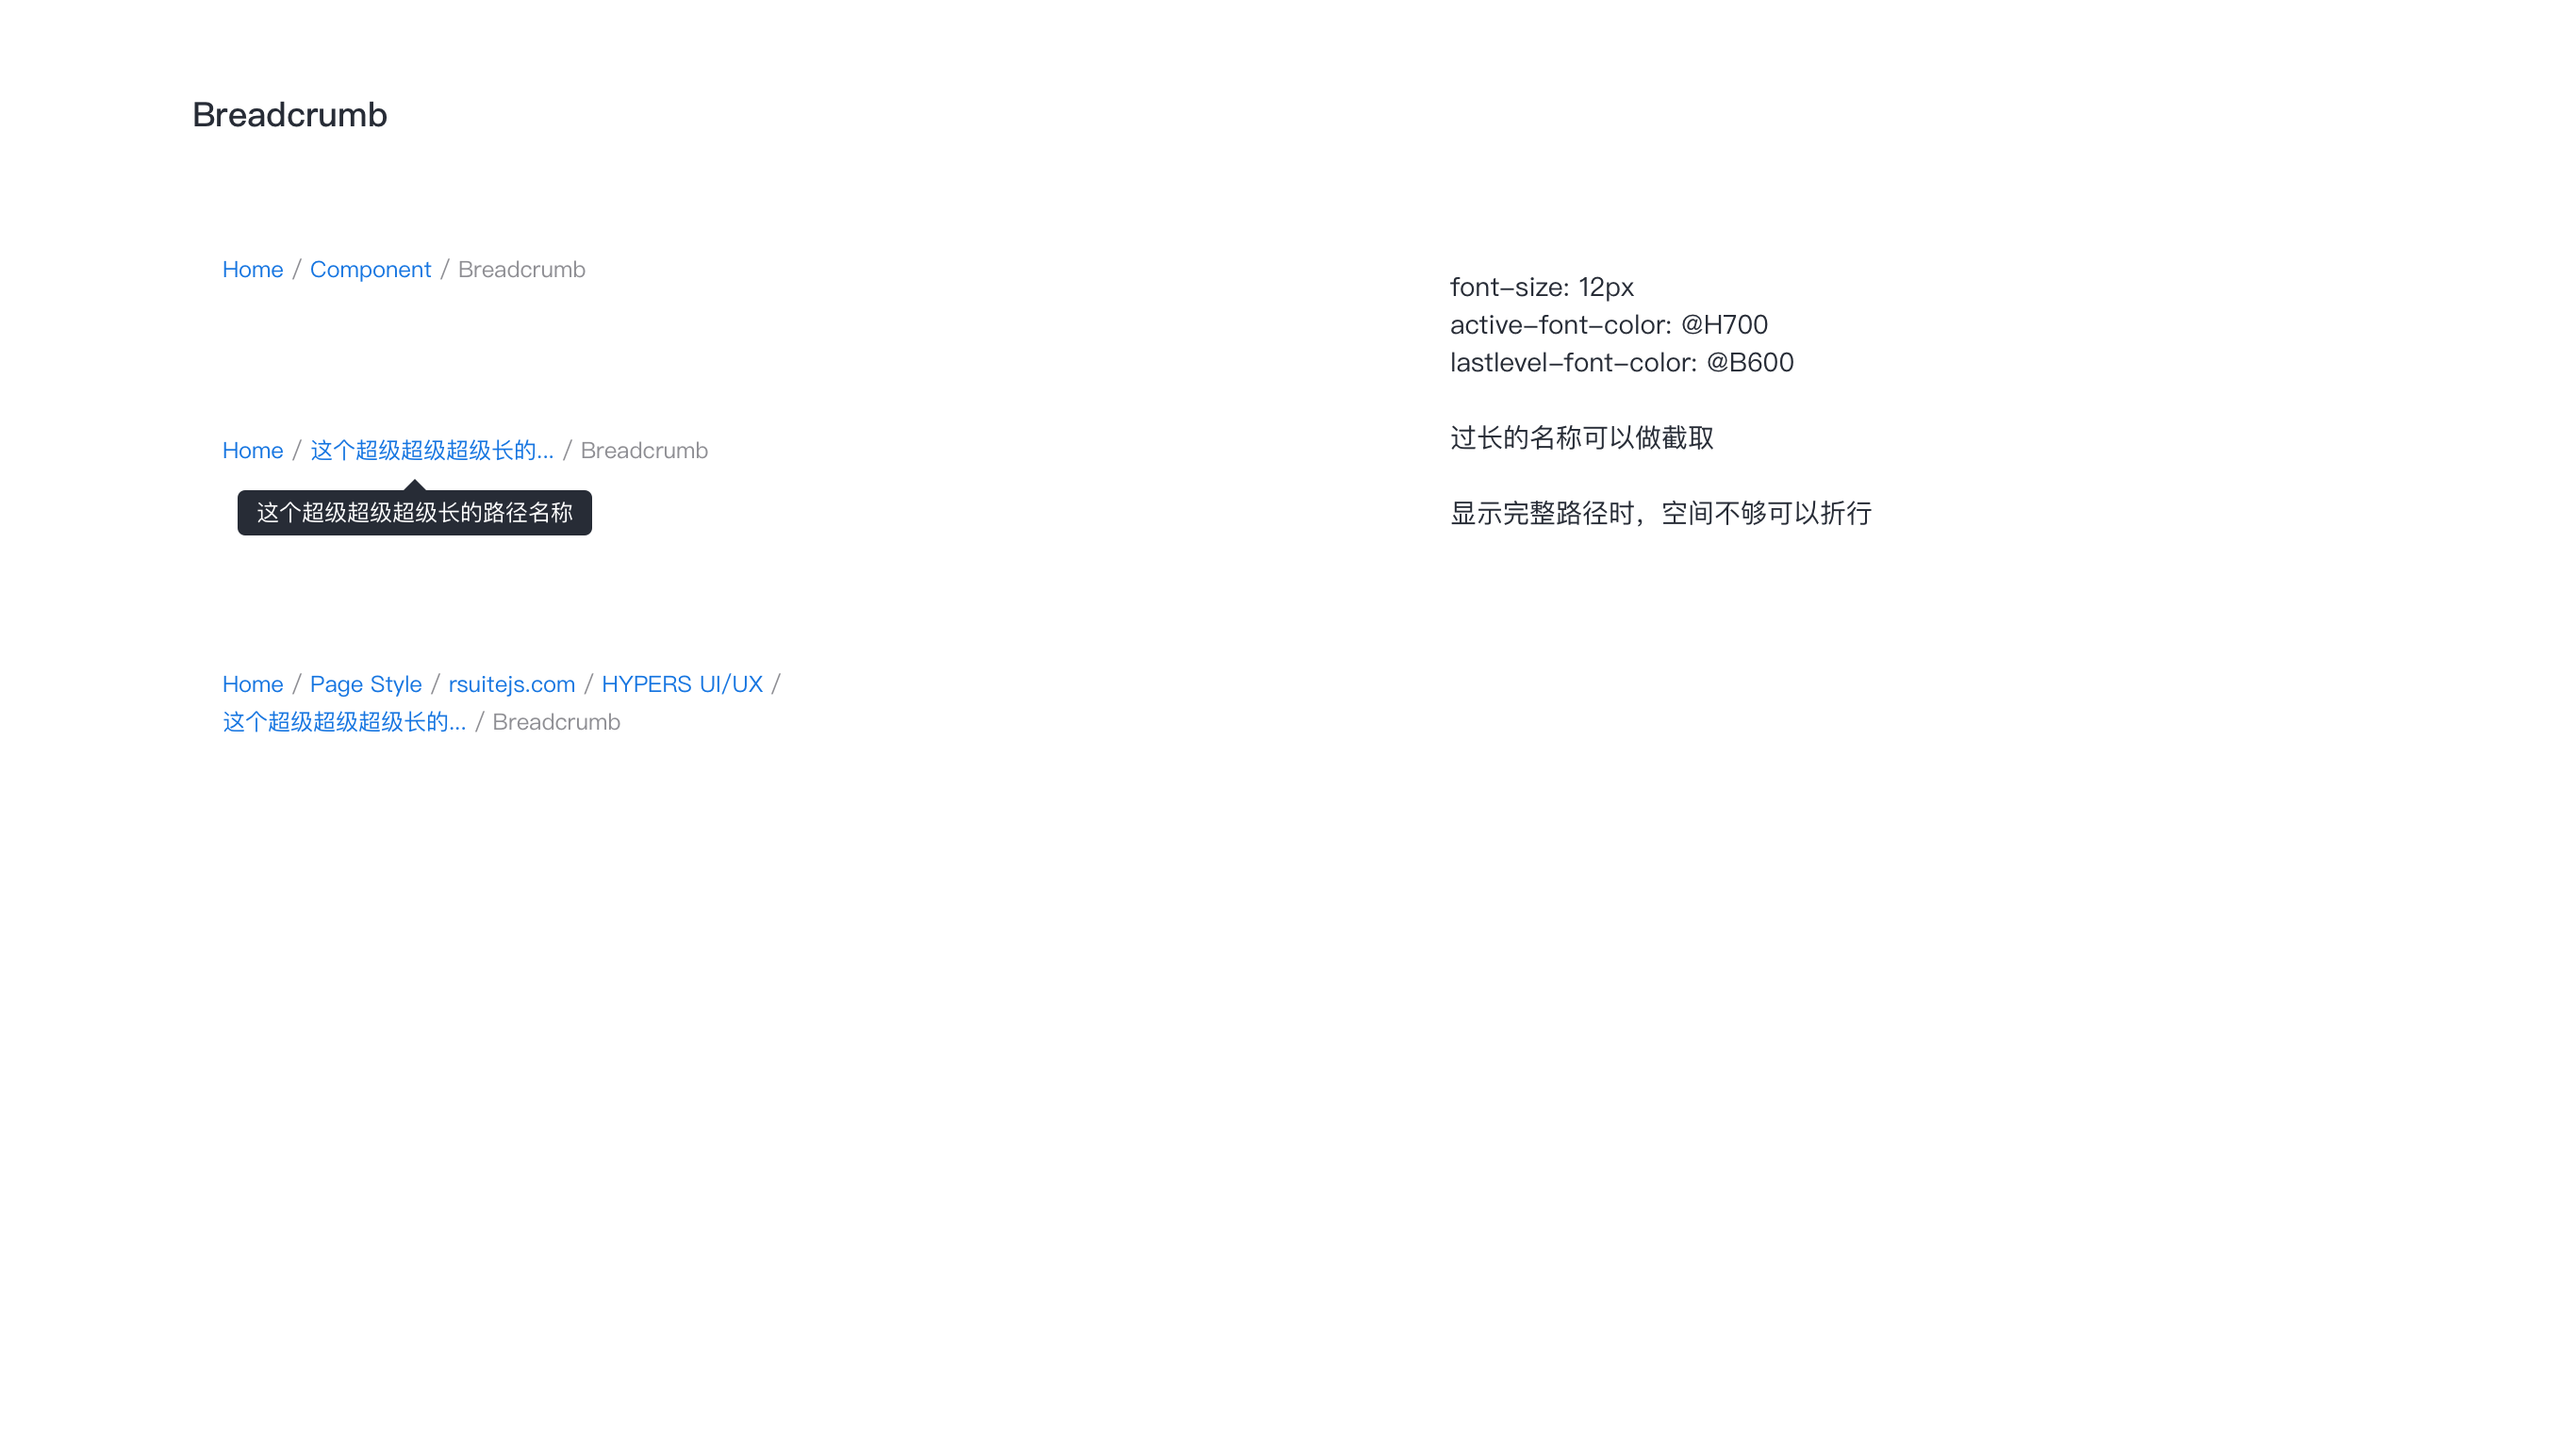 Breadcrumb
Home / Component / Breadcrumb
Home / 这个超级超级超级长的... / Breadcrumb
这个超级超级超级长的路径名称
Home / Page Style / rsuitejs.com / HYPERS UI/UX /
这个超级超级超级长的... / Breadcrumb
font-size: 12px
active-font-color: @H700
lastlevel-font-color: @B600
过长的名称可以做截取
显示完整路径时，空间不够可以折行